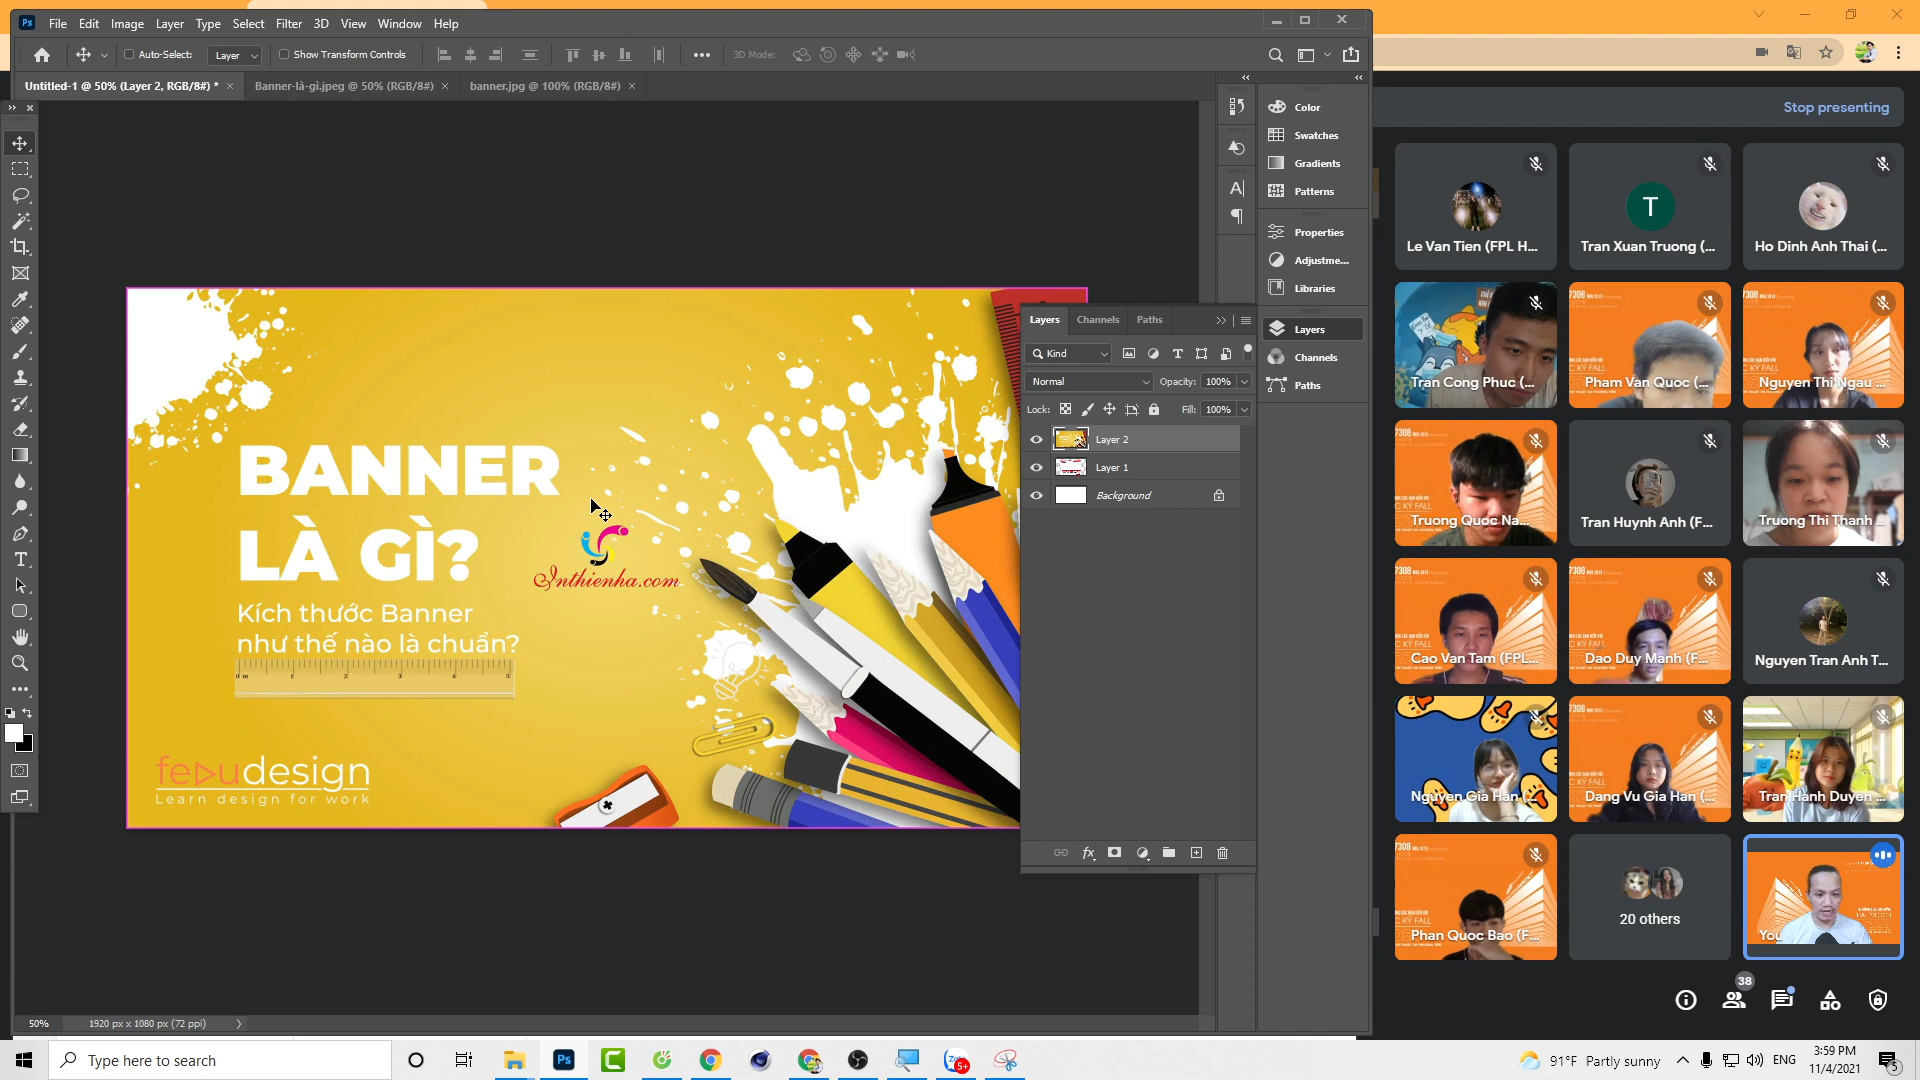 File Edit Image Layer Type Select Filter 3D View Window Help
Auto-Select: Layer Show Transform Controls 3D Mode:
Untitled-1 @ 50% (Layer 2, RGB/8#) * Banner-là-gì.jpeg @ 50% (RGB/8#) banner.jpg @ 100% (RGB/8#)
Color
Swatches
Gradients
Patterns
Properties
Adjustme...
Libraries
Layers
Channels
Paths
BANNER
LÀ GÌ?
Kích thước Banner
như thế nào là chuẩn?
0 m 1 2 3 4 5
Inthienha.com
fedudesign
Learn design for work
Layers Channels Paths
Kind
Normal Opacity: 100%
Lock: Fill: 100%
Layer 2
Layer 1
Background
50% 1920 px x 1080 px (72 ppi)
Stop presenting
Le Van Tien (FPL H...
T
Tran Xuan Truong (...
Ho Dinh Anh Thai (...
Tran Cong Phuc (...
Pham Van Quoc (...
Nguyen Thi Ngau ...
Truong Quoc Na...
Tran Huynh Anh (F...
Truong Thi Thanh ...
Cao Van Tam (FPL...
Dao Duy Manh (F...
Nguyen Tran Anh T...
Nguyen Gia Han (...
Dang Vu Gia Han (...
Tran Hanh Duyen ...
Phan Quoc Bao (F...
20 others
You
38
Type here to search
91°F Partly sunny
ENG
3:59 PM
11/4/2021
5